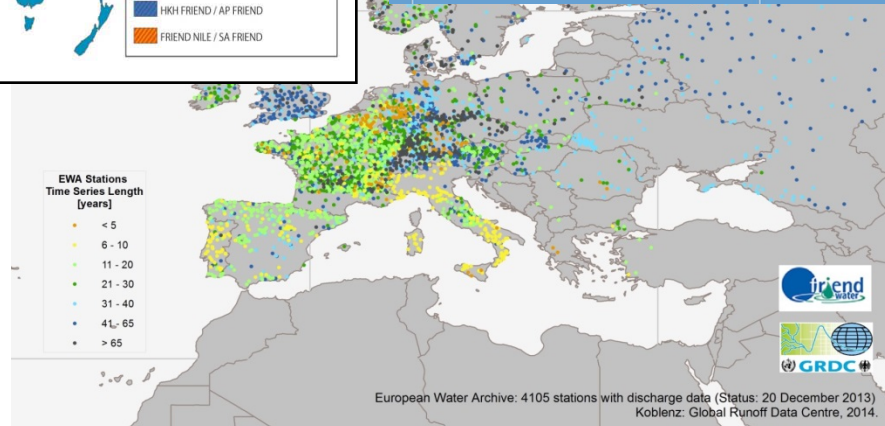 HKH FRIEND / AP FRIEND
FRIEND NILE / SA FRIEND
EWA Stations
Time Series Length
[years]
< 5
6 - 10
11 - 20
21 - 30
31 - 40
41 - 65
> 65
friend
water
GRDC
European Water Archive: 4105 stations with discharge data (Status: 20 December 2013)
Koblenz: Global Runoff Data Centre, 2014.